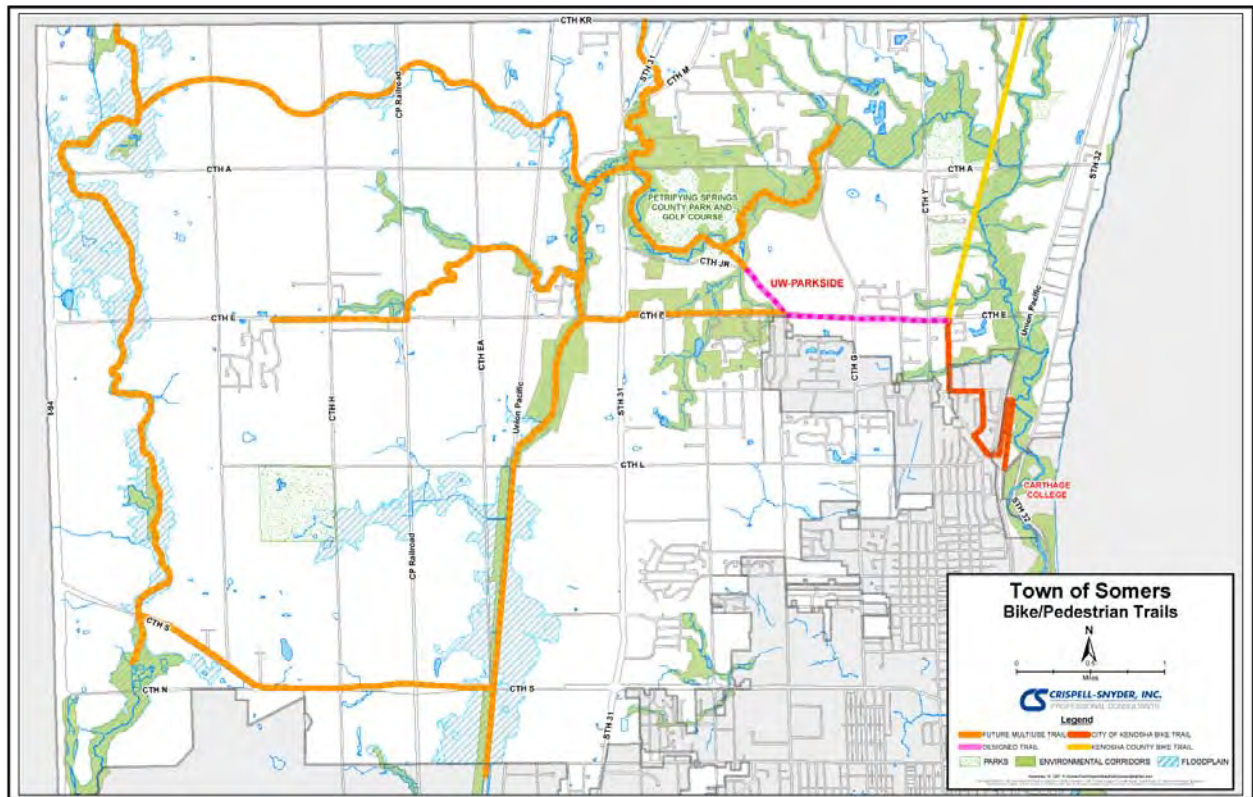 CTH KR
STH 31
CTH M
CP Railroad
CTH A
CTH A
STH 32
PETRIFYING SPRINGS
COUNTY PARK AND
GOLF COURSE
CTH Y
CTH JR
UW-PARKSIDE
CTH E
CTH E
CTH E
Union Pacific
CTH EA
CTH G
I-94
CTH H
Union Pacific
STH 31
CTH L
CARTHAGE
COLLEGE
STH 32
CP Railroad
CTH S
CTH N
CTH S
STH 31
Town of Somers
Bike/Pedestrian Trails
N
0 0.5 1
Miles
CS CRISPELL-SNYDER, INC.
PROFESSIONAL CONSULTANTS
Legend
FUTURE MULTIUSE TRAIL CITY OF KENOSHA BIKE TRAIL
DESIGNED TRAIL KENOSHA COUNTY BIKE TRAIL
PARKS ENVIRONMENTAL CORRIDORS FLOODPLAIN